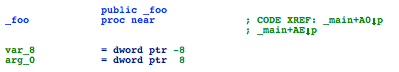 public _foo
_foo proc near ; CODE XREF: _main+A0↓p
; _main+AE↓p
var_8 = dword ptr -8
arg_0 = dword ptr 8